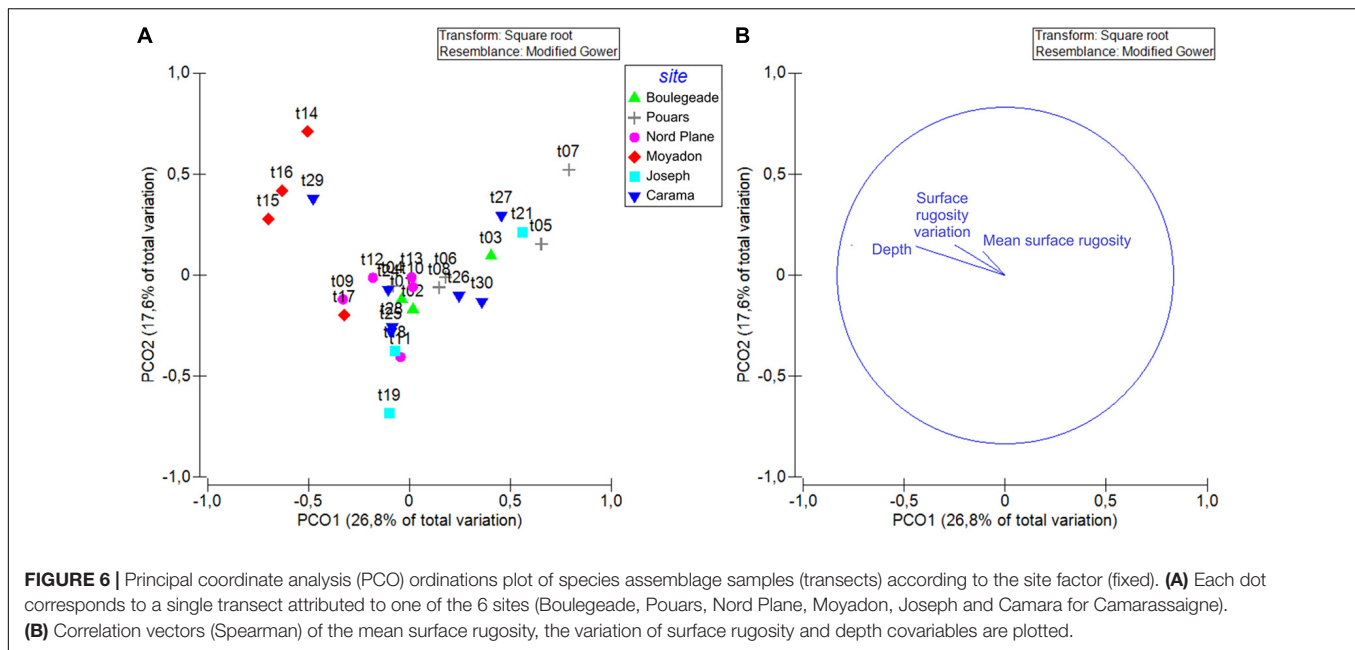 A
Transform: Square root
Resemblance: Modified Gower
B
Transform: Square root
Resemblance: Modified Gower
site
Boulegeade
Pouars
Nord Plane
Moyadon
Joseph
Carama
PCO2 (17,6% of total variation)
1,0
0,5
0
-0,5
-1,0
t14
t16
t15
t29
t07
t27
t21
t05
t03
t12
t13
t06
t04
t24
t10
t08
t01
t26
t30
t09
t02
t17
t28
t25
t18
t11
t19
-1,0
-0,5
0
0,5
1,0
PCO1 (26,8% of total variation)
PCO2 (17,6% of total variation)
1,0
0,5
0
-0,5
-1,0
Surface
rugosity
variation
Mean surface rugosity
Depth
-1,0
-0,5
0
0,5
1,0
PCO1 (26,8% of total variation)
FIGURE 6 | Principal coordinate analysis (PCO) ordinations plot of species assemblage samples (transects) according to the site factor (fixed). (A) Each dot
corresponds to a single transect attributed to one of the 6 sites (Boulegeade, Pouars, Nord Plane, Moyadon, Joseph and Camara for Camarassaigne).
(B) Correlation vectors (Spearman) of the mean surface rugosity, the variation of surface rugosity and depth covariables are plotted.